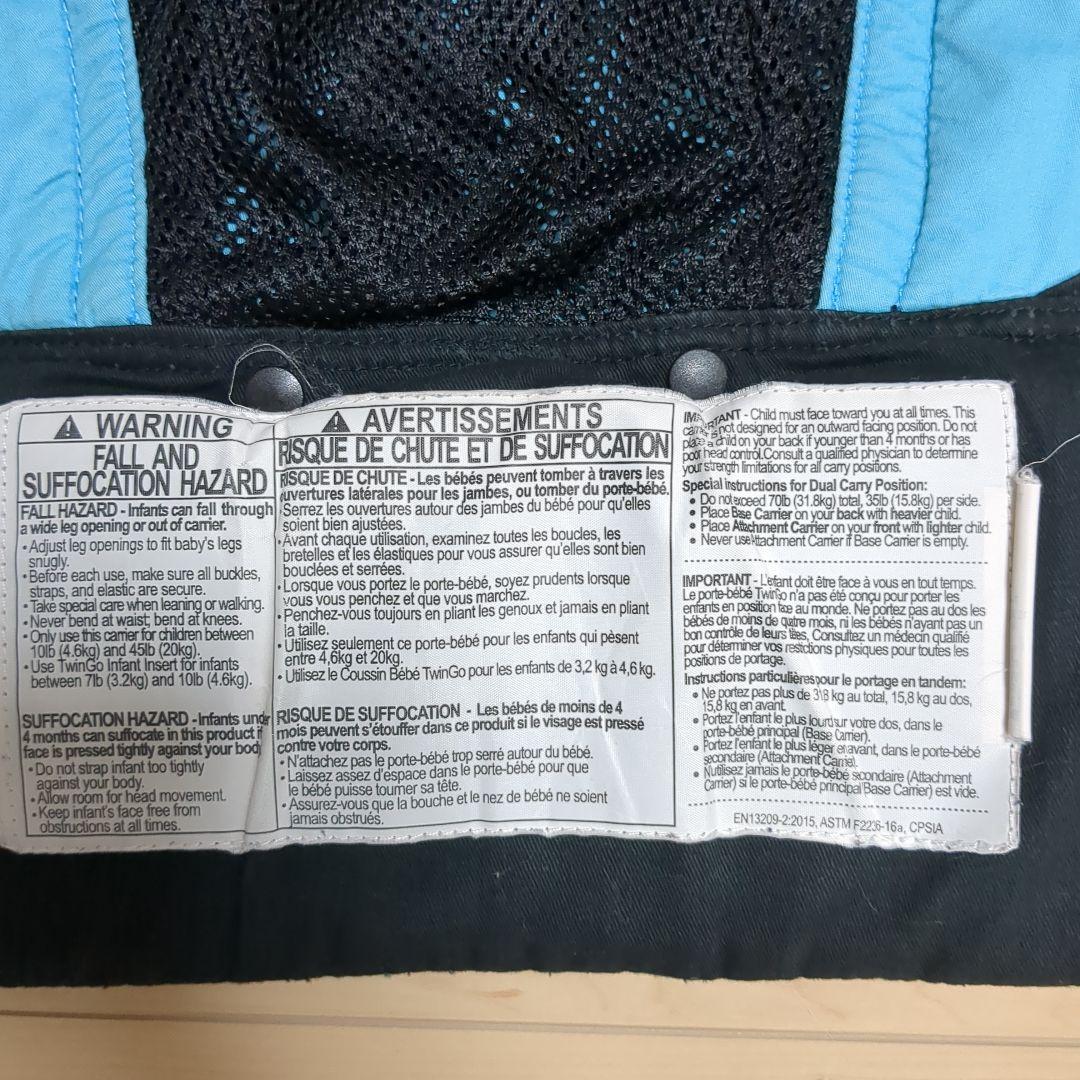 WARNING
FALL AND
SUFFOCATION HAZARD
FALL HAZARD - Infants can fall through
a wide leg opening or out of carrier.
•Adjust leg openings to fit baby's legs
snugly.
•Before each use, make sure all buckles,
straps, and elastic are secure.
•Take special care when leaning or walking.
•Never bend at waist; bend at knees.
•Only use this carrier for children between
10lb (4.6kg) and 45lb (20kg).
•Use TwinGo Infant Insert for infants
between 7lb (3.2kg) and 10lb (4.6kg).
SUFFOCATION HAZARD - Infants under
4 months can suffocate in this product if
face is pressed tightly against your body
•Do not strap infant too tightly
against your body.
•Allow room for head movement.
•Keep infant's face free from
obstructions at all times.
AVERTISSEMENTS
RISQUE DE CHUTE ET DE SUFFOCATION
RISQUE DE CHUTE - Les bébés peuvent tomber à travers les
ouvertures latérales pour les jambes, ou tomber du porte-bébé.
•Serrez les ouvertures autour des jambes du bébé pour qu'elles
soient bien ajustées.
•Avant chaque utilisation, examinez toutes les boucles, les
bretelles et les élastiques pour vous assurer qu'elles sont bien
bouclées et serrées.
•Lorsque vous portez le porte-bébé, soyez prudents lorsque
vous vous penchez et que vous marchez.
•Penchez-vous toujours en pliant les genoux et jamais en pliant
la taille.
•Utilisez seulement ce porte-bébé pour les enfants qui pèsent
entre 4,6kg et 20kg.
•Utilisez le Coussin Bébé TwinGo pour les enfants de 3,2 kg à 4,6 kg.
RISQUE DE SUFFOCATION - Les bébés de moins de 4
mois peuvent s'étouffer dans ce produit si le visage est pressé
contre votre corps.
•N'attachez pas le porte-bébé trop serré autour du bébé.
•Laissez assez d'espace dans le porte-bébé pour que
le bébé puisse tourner sa tête.
•Assurez-vous que la bouche et le nez de bébé ne soient
jamais obstrués.
IMPORTANT - Child must face toward you at all times. This
not designed for an outward facing position. Do not
place a child on your back if younger than 4 months or has
poor head control. Consult a qualified physician to determine
your strength limitations for all carry positions.
Special Instructions for Dual Carry Position:
• Do not exceed 70lb (31.8kg) total, 35lb (15.8kg) per side.
• Place Base Carrier on your back with heavier child.
• Place Attachment Carrier on your front with lighter child.
• Never use Attachment Carrier if Base Carrier is empty.
IMPORTANT - L'efant doit être face à vous en tout temps.
Le porte-bébé TwinGo n'a pas été conçu pour porter les
enfants en position face au monde. Ne portez pas au dos les
bébés de moins de quatre mois, ni les bébés n'ayant pas un
bon contrôle de leurs têtes, Consultez un médecin qualifié
pour déterminer vos restrictions physiques pour toutes les
positions de portage.
Instructions particulières pour le portage en tandem:
• Ne portez pas plus de 31,8 kg au total, 15,8 kg au dos,
15,8 kg en avant.
• Portez l'enfant le plus lourd sur votre dos, dans le
porte-bébé principal (Base Carrier).
• Portez l'enfant le plus léger en avant, dans le porte-bébé
secondaire (Attachment Carrier).
• N'utilisez jamais le porte-bébé secondaire (Attachment
Carrier) si le porte-bébé principal (Base Carrier) est vide.
EN13209-2:2015, ASTM F2236-16a, CPSIA